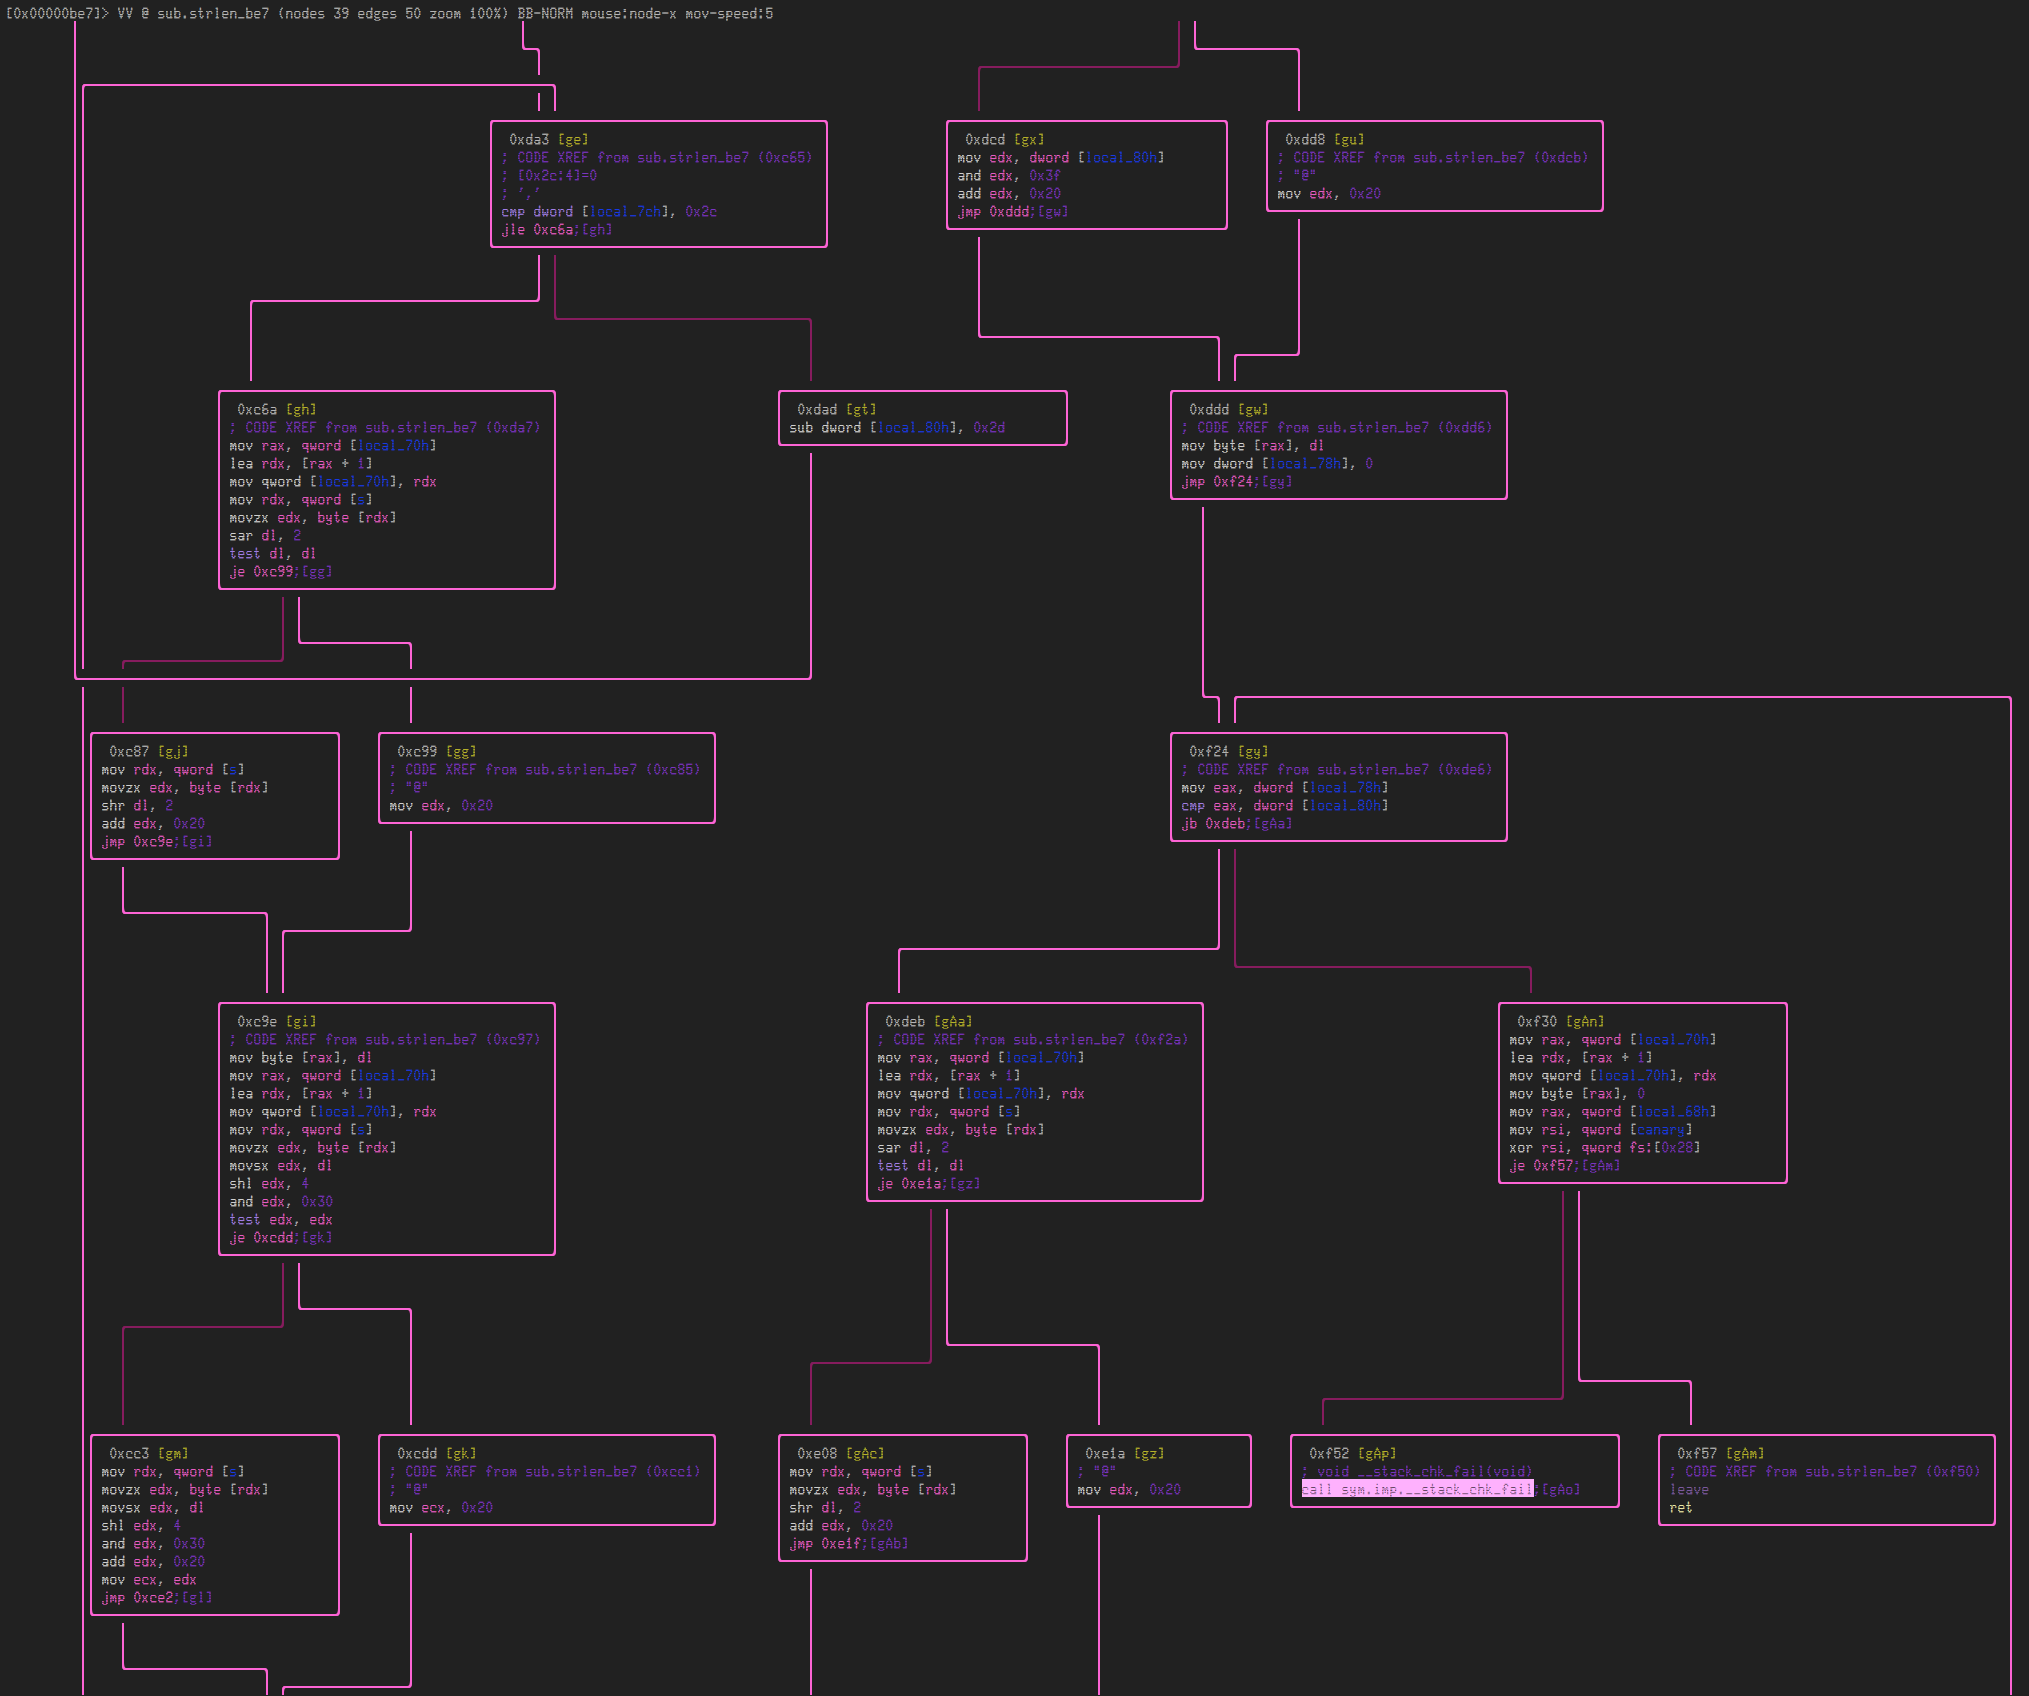 [0x00000be7]> VV @ sub.strlen_be7 (nodes 39 edges 50 zoom 100%) BB-NORM mouse:node-x mov-speed:5
0xda3 [ge]
; CODE XREF from sub.strlen_be7 (0xc65)
; [0x2c:4]=0
; ','
cmp dword [local_7ch], 0x2c
jle 0xc6a;[gh]
0xdcd [gx]
mov edx, dword [local_80h]
and edx, 0x3f
add edx, 0x20
jmp 0xddd;[gw]
0xdd8 [gu]
; CODE XREF from sub.strlen_be7 (0xdcb)
; "@"
mov edx, 0x20
0xc6a [gh]
; CODE XREF from sub.strlen_be7 (0xda7)
mov rax, qword [local_70h]
lea rdx, [rax + 1]
mov qword [local_70h], rdx
mov rdx, qword [s]
movzx edx, byte [rdx]
sar dl, 2
test dl, dl
je 0xc99;[gg]
0xdad [gt]
sub dword [local_80h], 0x2d
0xddd [gw]
; CODE XREF from sub.strlen_be7 (0xdd6)
mov byte [rax], dl
mov dword [local_78h], 0
jmp 0xf24;[gy]
0xc87 [gj]
mov rdx, qword [s]
movzx edx, byte [rdx]
shr dl, 2
add edx, 0x20
jmp 0xc9e;[gi]
0xc99 [gg]
; CODE XREF from sub.strlen_be7 (0xc85)
; "@"
mov edx, 0x20
0xf24 [gy]
; CODE XREF from sub.strlen_be7 (0xde6)
mov eax, dword [local_78h]
cmp eax, dword [local_80h]
jb 0xdeb;[gAa]
0xc9e [gi]
; CODE XREF from sub.strlen_be7 (0xc97)
mov byte [rax], dl
mov rax, qword [local_70h]
lea rdx, [rax + 1]
mov qword [local_70h], rdx
mov rdx, qword [s]
movzx edx, byte [rdx]
movsx edx, dl
shl edx, 4
and edx, 0x30
test edx, edx
je 0xcdd;[gk]
0xdeb [gAa]
; CODE XREF from sub.strlen_be7 (0xf2a)
mov rax, qword [local_70h]
lea rdx, [rax + 1]
mov qword [local_70h], rdx
mov rdx, qword [s]
movzx edx, byte [rdx]
sar dl, 2
test dl, dl
je 0xe1a;[gz]
0xf30 [gAn]
mov rax, qword [local_70h]
lea rdx, [rax + 1]
mov qword [local_70h], rdx
mov byte [rax], 0
mov rax, qword [local_68h]
mov rsi, qword [canary]
xor rsi, qword fs:[0x28]
je 0xf57;[gAm]
0xcc3 [gm]
mov rdx, qword [s]
movzx edx, byte [rdx]
movsx edx, dl
shl edx, 4
and edx, 0x30
add edx, 0x20
mov ecx, edx
jmp 0xce2;[gl]
0xcdd [gk]
; CODE XREF from sub.strlen_be7 (0xcc1)
; "@"
mov ecx, 0x20
0xe08 [gAc]
mov rdx, qword [s]
movzx edx, byte [rdx]
shr dl, 2
add edx, 0x20
jmp 0xe1f;[gAb]
0xe1a [gz]
; "@"
mov edx, 0x20
0xf52 [gAp]
; void __stack_chk_fail(void)
call sym.imp.__stack_chk_fail;[gAo]
0xf57 [gAm]
; CODE XREF from sub.strlen_be7 (0xf50)
leave
ret